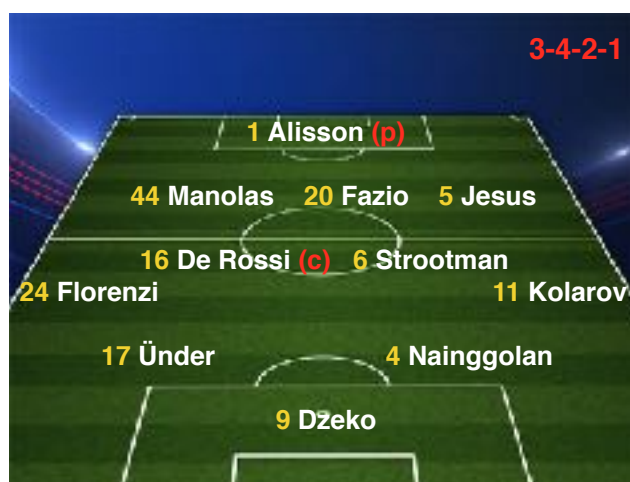 3-4-2-1
1 Alisson (p)
44 Manolas 20 Fazio 5 Jesus
16 De Rossi (c) 6 Strootman
24 Florenzi 11 Kolarov
17 Ünder 4 Nainggolan
9 Dzeko